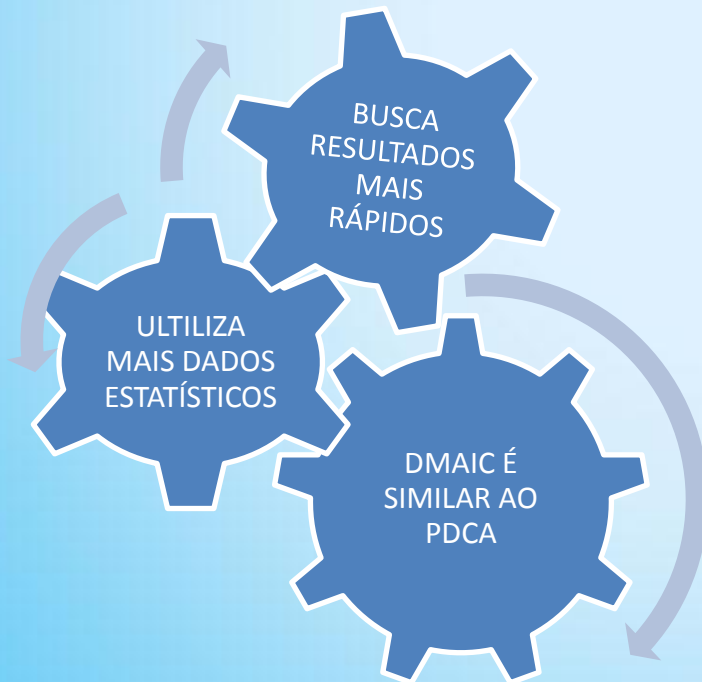 BUSCA
RESULTADOS
MAIS
RÁPIDOS
ULTILIZA
MAIS DADOS
ESTATÍSTICOS
DMAIC É
SIMILAR AO
PDCA